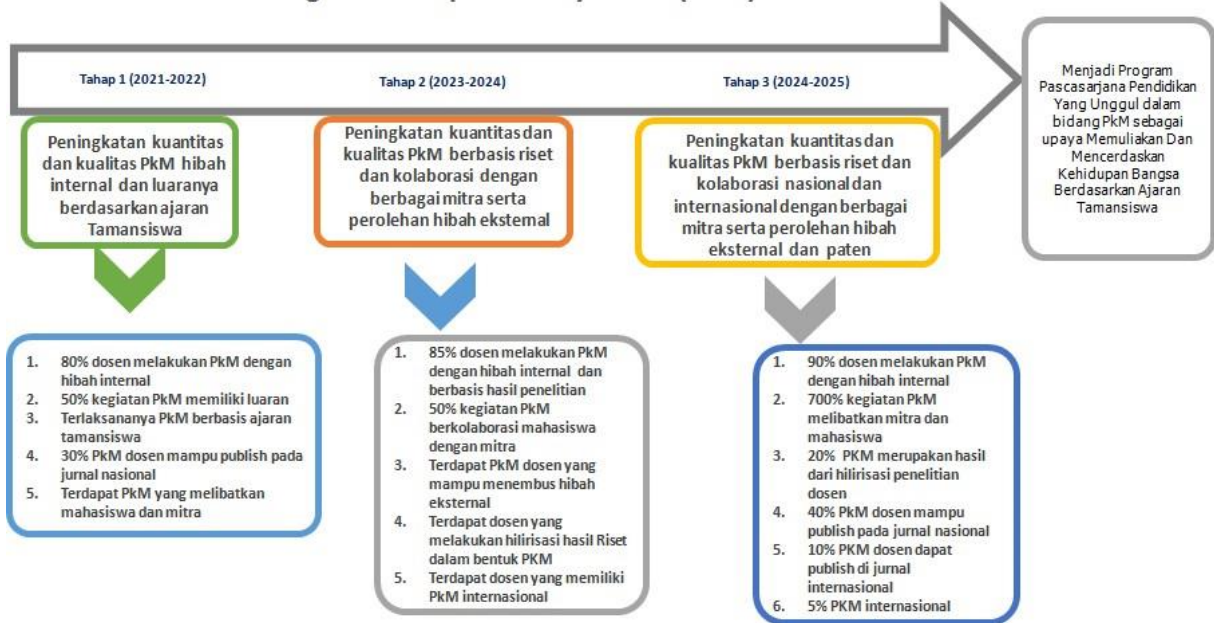 Tahap 1 (2021-2022)
Tahap 2 (2023-2024)
Tahap 3 (2024-2025)
Menjadi Program
Pascasarjana Pendidikan
Yang Unggul dalam
bidang PkM sebagai
upaya Memuliakan Dan
Mencerdaskan
Kehidupan Bangsa
Berdasarkan Ajaran
Tamansiswa
Peningkatan kuantitas
dan kualitas PkM hibah
internal dan luaranya
berdasarkan ajaran
Tamansiswa
Peningkatan kuantitas dan
kualitas PkM berbasis riset
dan kolaborasi dengan
berbagai mitra serta
perolehan hibah eksternal
Peningkatan kuantitas dan
kualitas PkM berbasis riset dan
kolaborasi nasional dan
internasional dengan berbagai
mitra serta perolehan hibah
eksternal dan paten
1. 80% dosen melakukan PkM dengan
hibah internal
2. 50% kegiatan PkM memiliki luaran
3. Terlaksananya PkM berbasis ajaran
tamansiswa
4. 30% PkM dosen mampu publish pada
jurnal nasional
5. Terdapat PkM yang melibatkan
mahasiswa dan mitra
1. 85% dosen melakukan PkM
dengan hibah internal dan
berbasis hasil penelitian
2. 50% kegiatan PkM
berkolaborasi mahasiswa
dengan mitra
3. Terdapat PkM dosen yang
mampu menembus hibah
eksternal
4. Terdapat dosen yang
melakukan hilirisasi hasil Riset
dalam bentuk PKM
5. Terdapat dosen yang memiliki
PkM internasional
1. 90% dosen melakukan PkM
dengan hibah internal
2. 700% kegiatan PkM
melibatkan mitra dan
mahasiswa
3. 20% PKM merupakan hasil
dari hilirisasi penelitian
dosen
4. 40% PKM dosen mampu
publish pada jurnal nasional
5. 10% PKM dosen dapat
publish di jurnal
internasional
6. 5% PKM internasional